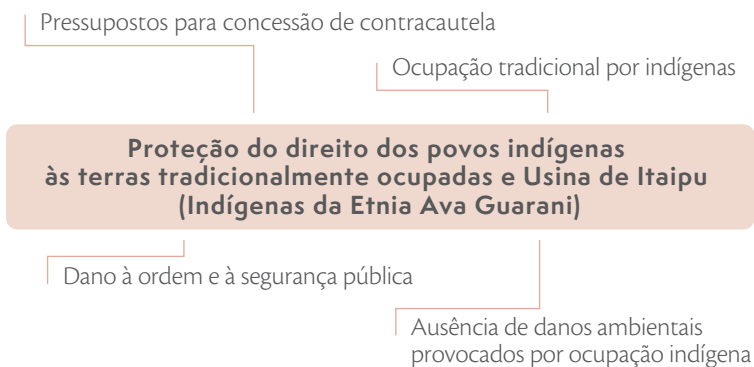 Pressupostos para concessão de contracautela
Ocupação tradicional por indígenas
Proteção do direito dos povos indígenas
às terras tradicionalmente ocupadas e Usina de Itaipu
(Indígenas da Etnia Ava Guarani)
Dano à ordem e à segurança pública
Ausência de danos ambientais
provocados por ocupação indígena